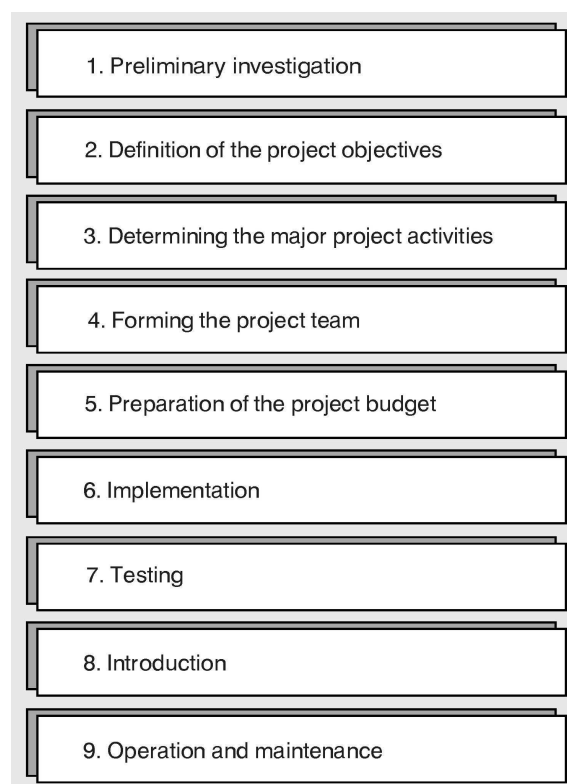 1. Preliminary investigation
2. Definition of the project objectives
3. Determining the major project activities
4. Forming the project team
5. Preparation of the project budget
6. Implementation
7. Testing
8. Introduction
9. Operation and maintenance